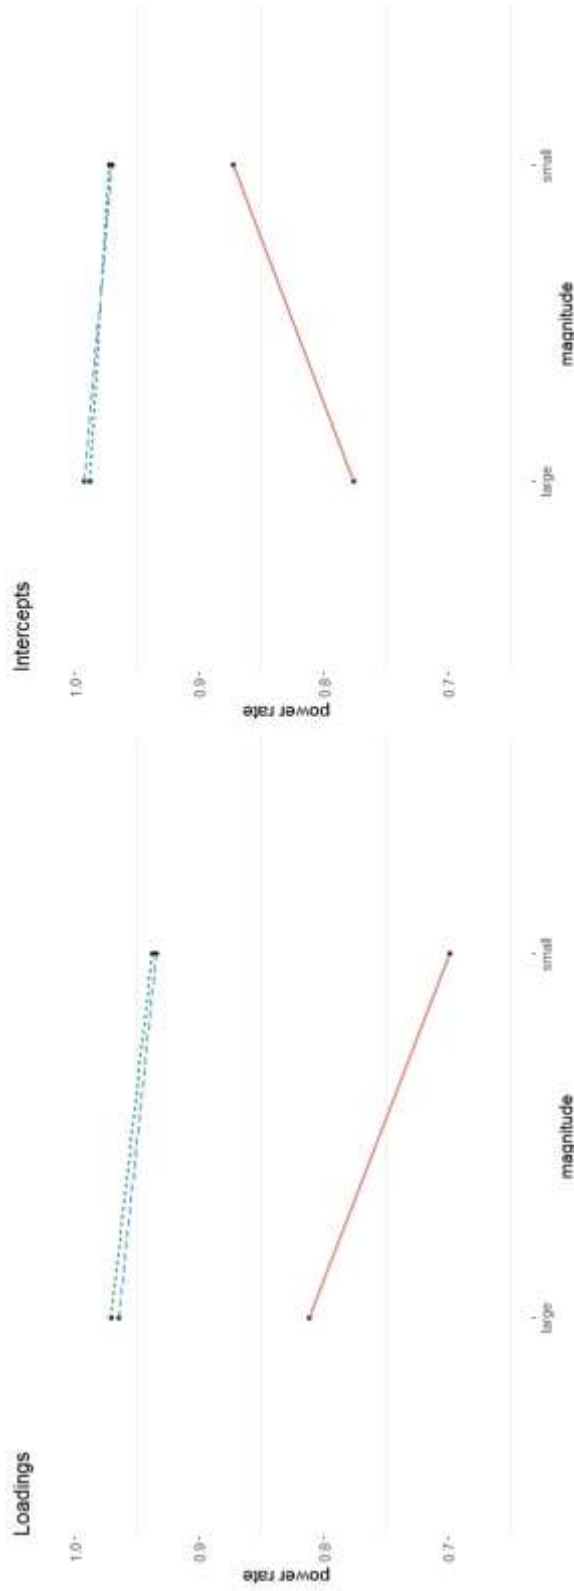 Loadings
power rate
1.0
0.9
0.8
0.7
large
small
magnitude
Intercepts
power rate
1.0
0.9
0.8
0.7
large
small
magnitude